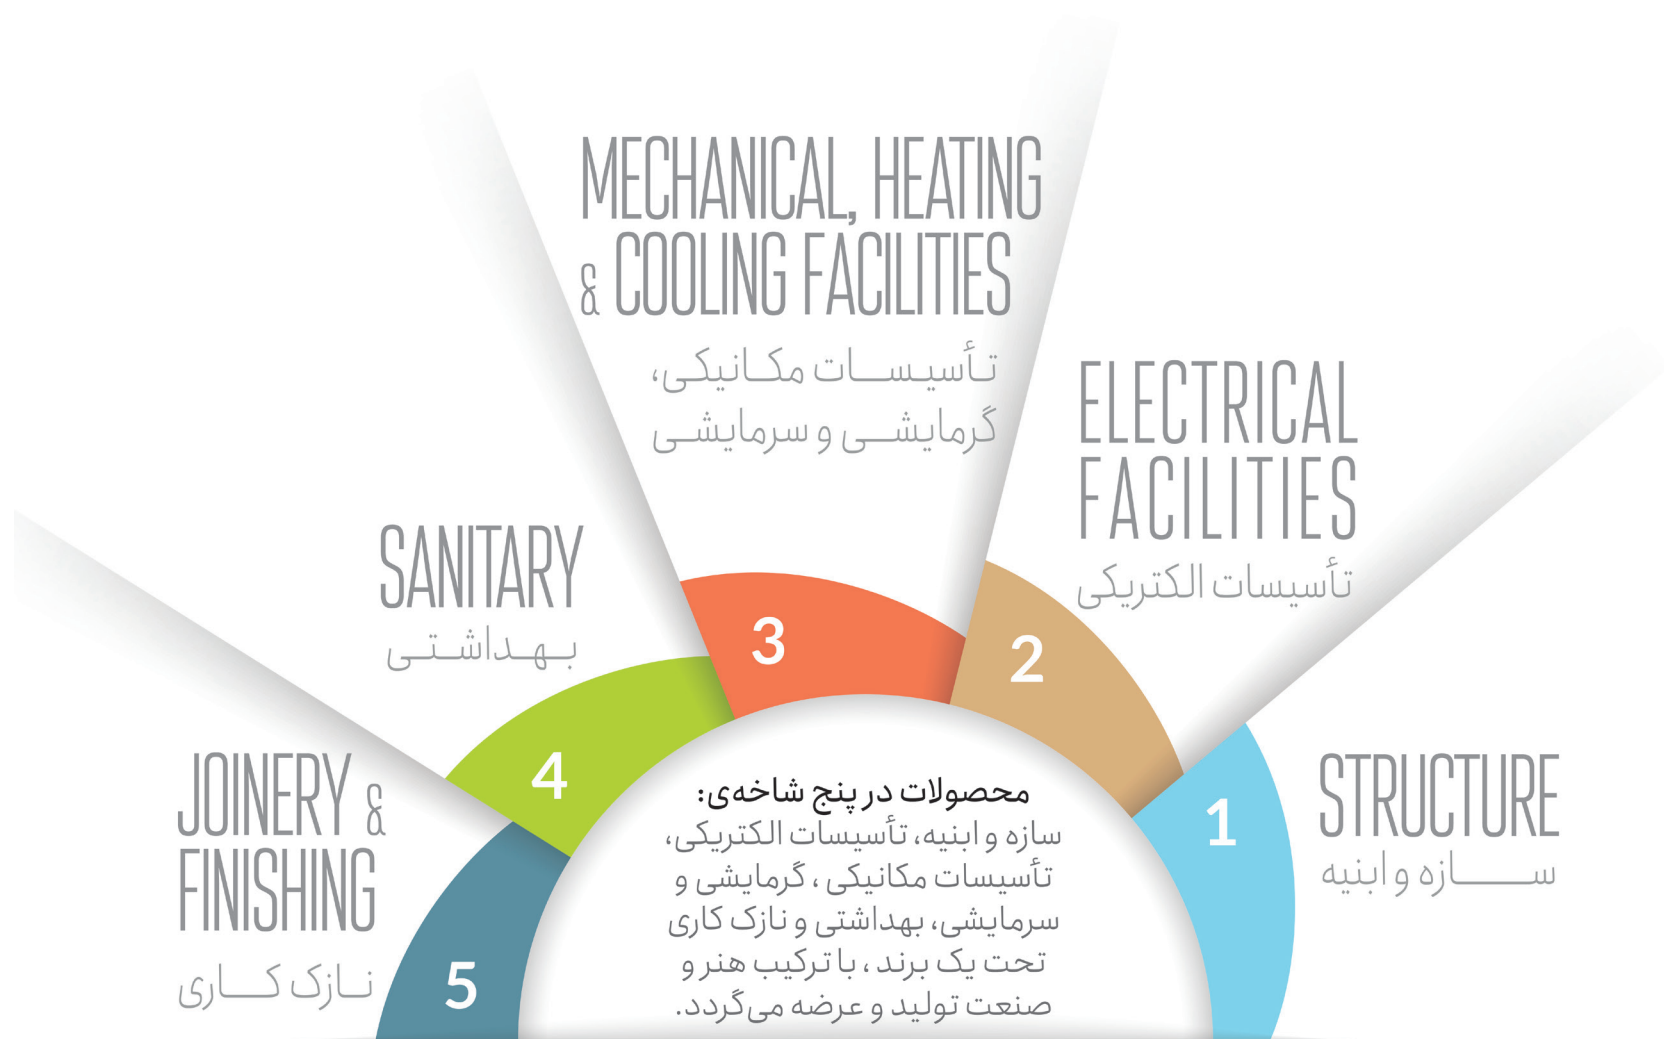 MECHANICAL, HEATING
& COOLING FACILITIES
تأسیسات مکانیکی،
گرمایشی و سرمایشی
ELECTRICAL
FACILITIES
تأسیسات الکتریکی
SANITARY
بهداشتی
JOINERY &
FINISHING
نازک کاری
STRUCTURE
سازه و ابنیه
3
2
4
1
5
محصولات در پنج شاخه‌ی:
سازه و ابنیه، تأسیسات الکتریکی،
تأسیسات مکانیکی ، گرمایشی و
سرمایشی، بهداشتی و نازک کاری
تحت یک برند ، با ترکیب هنر و
صنعت تولید و عرضه می‌گردد.